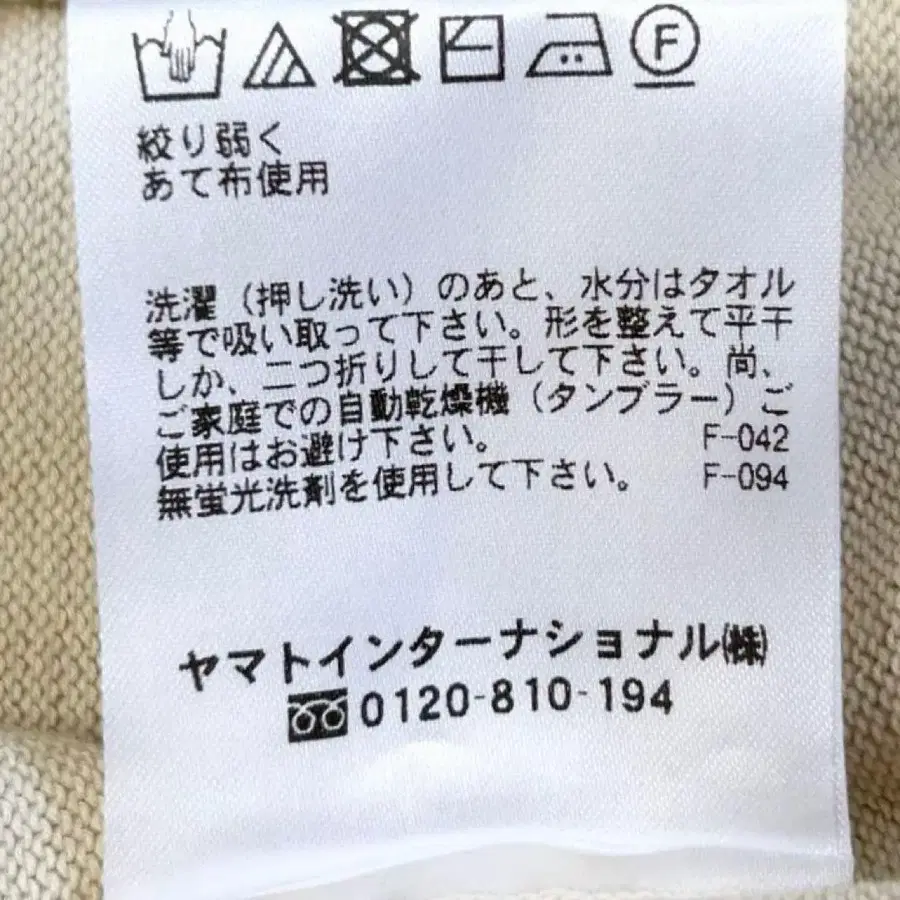 F
絞り弱く
あて布使用
洗濯（押し洗い）のあと、水分はタオル
等で吸い取って下さい。形を整えて平干
しか、二つ折りして干して下さい。尚、
ご家庭での自動乾燥機（タンブラー）ご
使用はお避け下さい。 F-042
無蛍光洗剤を使用して下さい。 F-094
ヤマトインターナショナル㈱
0120-810-194